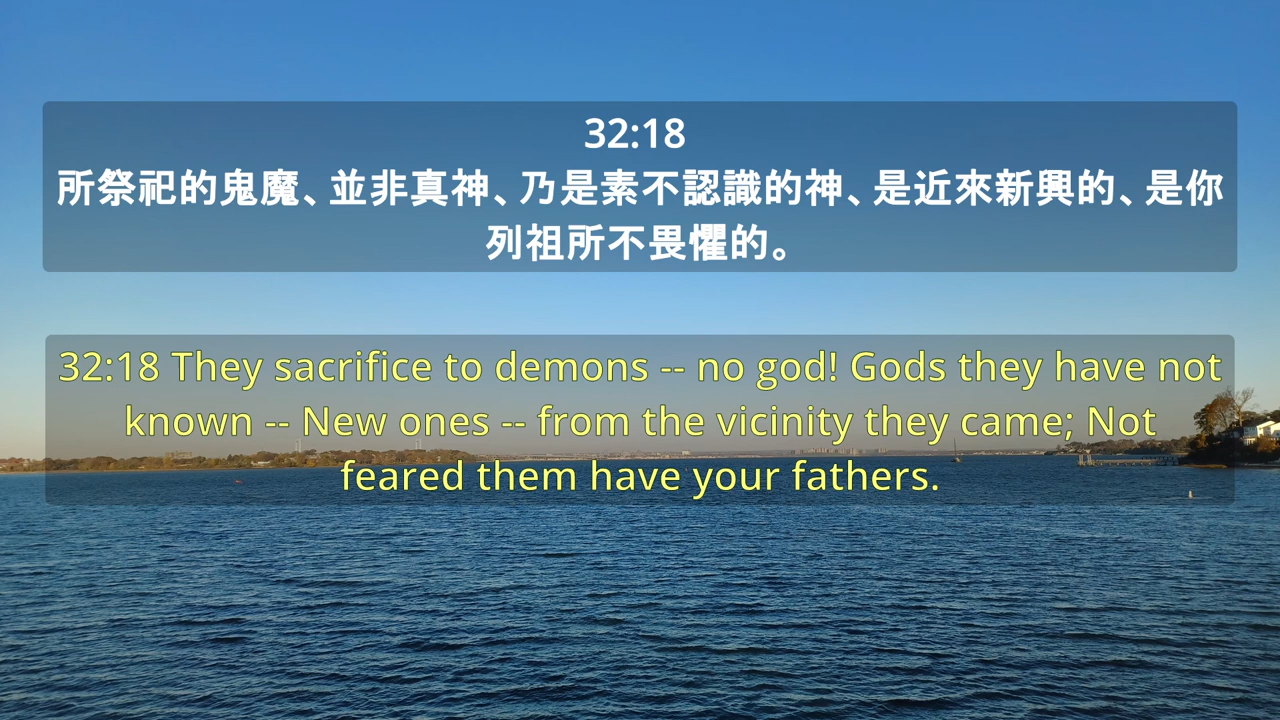 32:18
所祭祀的鬼魔、並非真神、乃是素不認識的神、是近來新興的、是你
列祖所不畏懼的。
32:18 They sacrifice to demons -- no god! Gods they have not
known -- New ones -- from the vicinity they came; Not
feared them have your fathers.